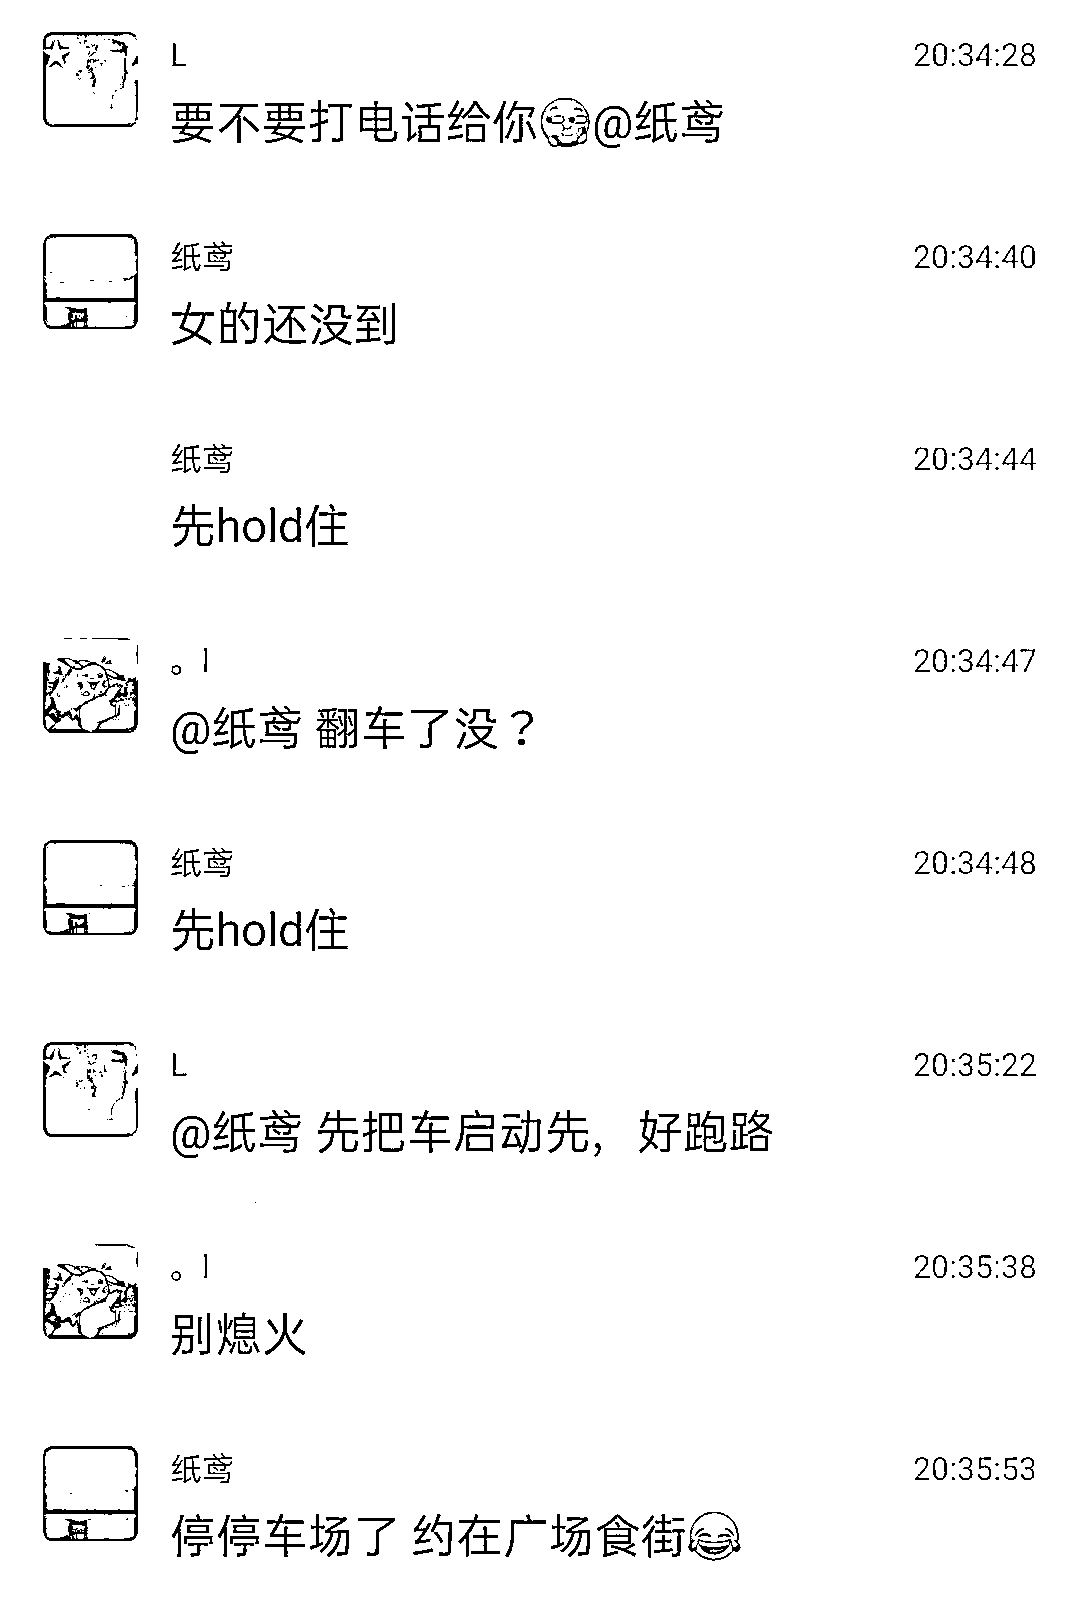 L 20:34:28
要不要打电话给你@纸鸢
纸鸢 20:34:40
女的还没到
纸鸢 20:34:44
先hold住
。| 20:34:47
@纸鸢 翻车了没？
纸鸢 20:34:48
先hold住
L 20:35:22
@纸鸢 先把车启动先，好跑路
。| 20:35:38
别熄火
纸鸢 20:35:53
停停车场了 约在广场食街😂